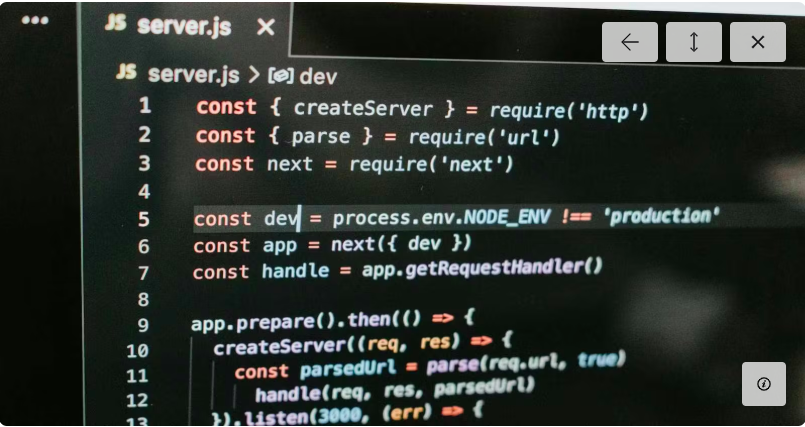 JS server.js
JS server.js > dev
1 const { createServer } = require('http')
2 const { parse } = require('url')
3 const next = require('next')
4
5 const dev = process.env.NODE_ENV !== 'production'
6 const app = next({ dev })
7 const handle = app.getRequestHandler()
8
9 app.prepare().then(() => {
10 createServer((req, res) => {
11 const parsedUrl = parse(req.url, true)
12 handle(req, res, parsedUrl)
13 }).listen(3000, (err) => {